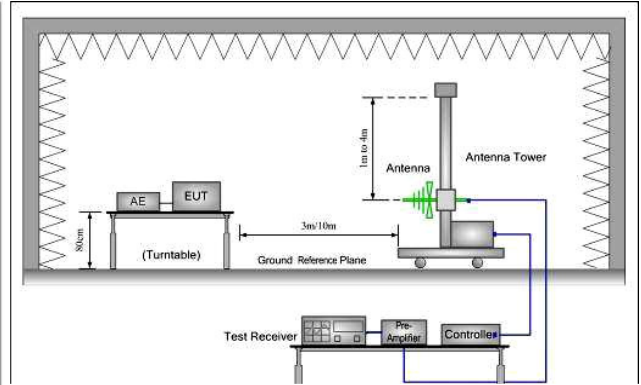 1m to 4m
Antenna
Antenna Tower
AE
EUT
80cm
3m/10m
(Turntable)
Ground Reference Plane
Test Receiver
Pre-
Amplifier
Controller